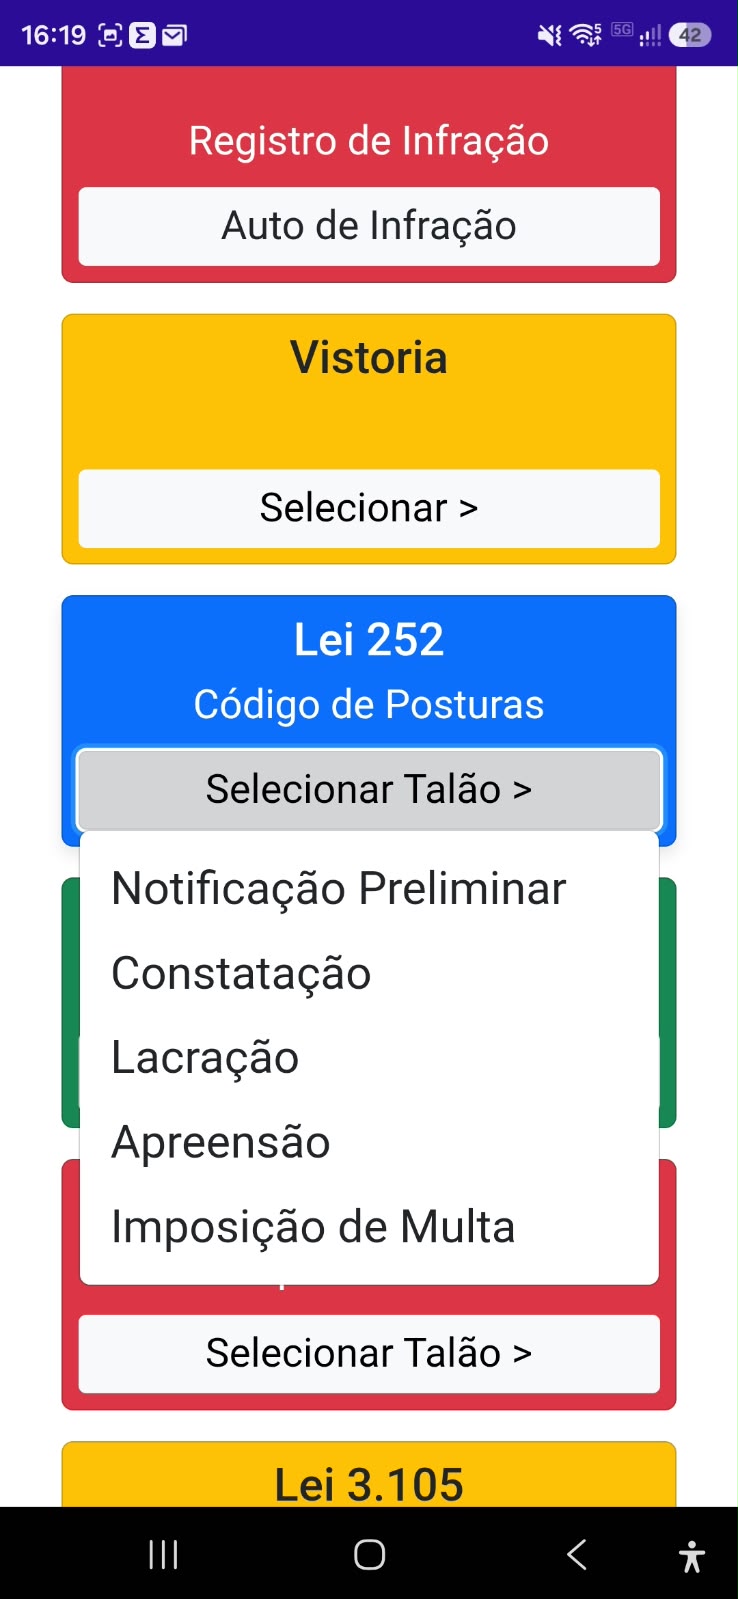 16:19
5G
42
Registro de Infração
Auto de Infração
Vistoria
Selecionar >
Lei 252
Código de Posturas
Selecionar Talão >
Notificação Preliminar
Constatação
Lacração
Apreensão
Imposição de Multa
Selecionar Talão >
Lei 3.105